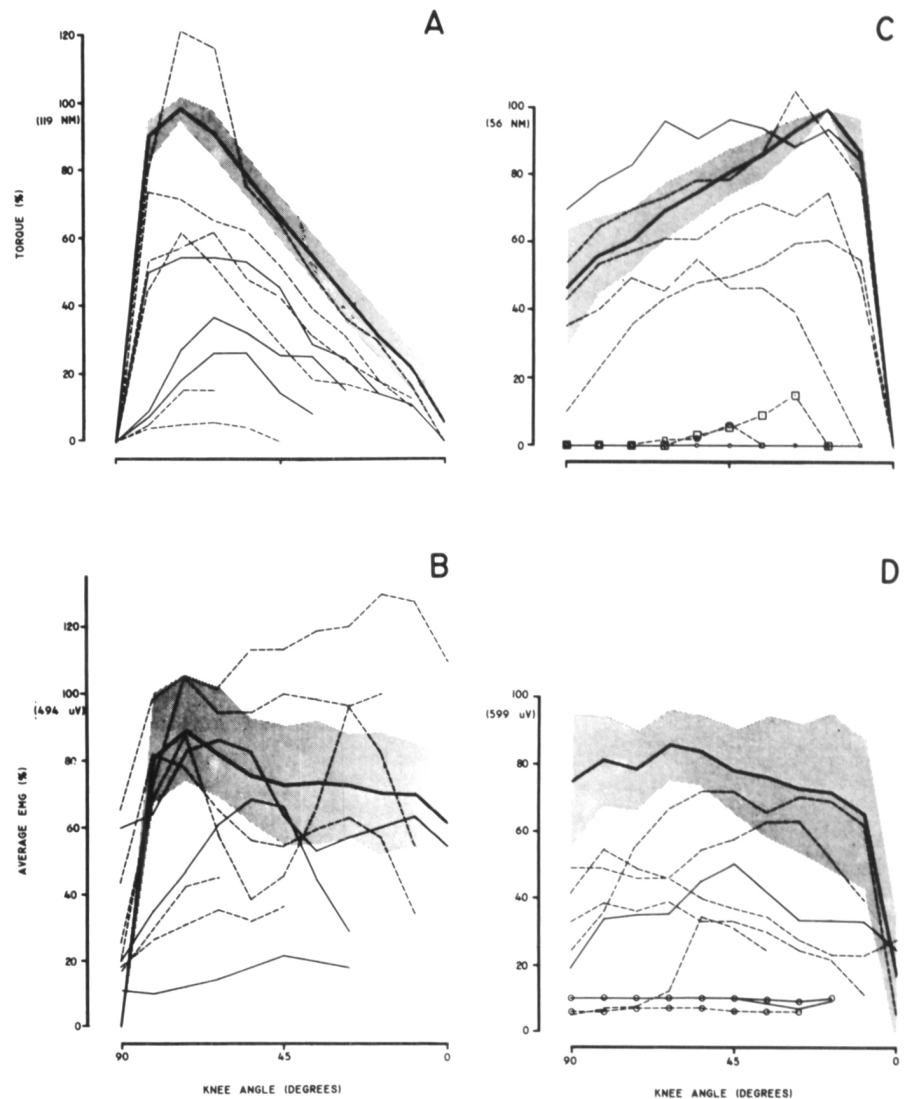 A
120
100
(119 NM)
80
60
40
20
0
TORQUE (%)
C
100
(56 NM)
80
60
40
20
0
B
120
100
(494 uV)
80
60
40
20
0
AVERAGE EMG (%)
90
45
0
KNEE ANGLE (DEGREES)
D
100
(599 uV)
80
60
40
20
0
90
45
0
KNEE ANGLE (DEGREES)